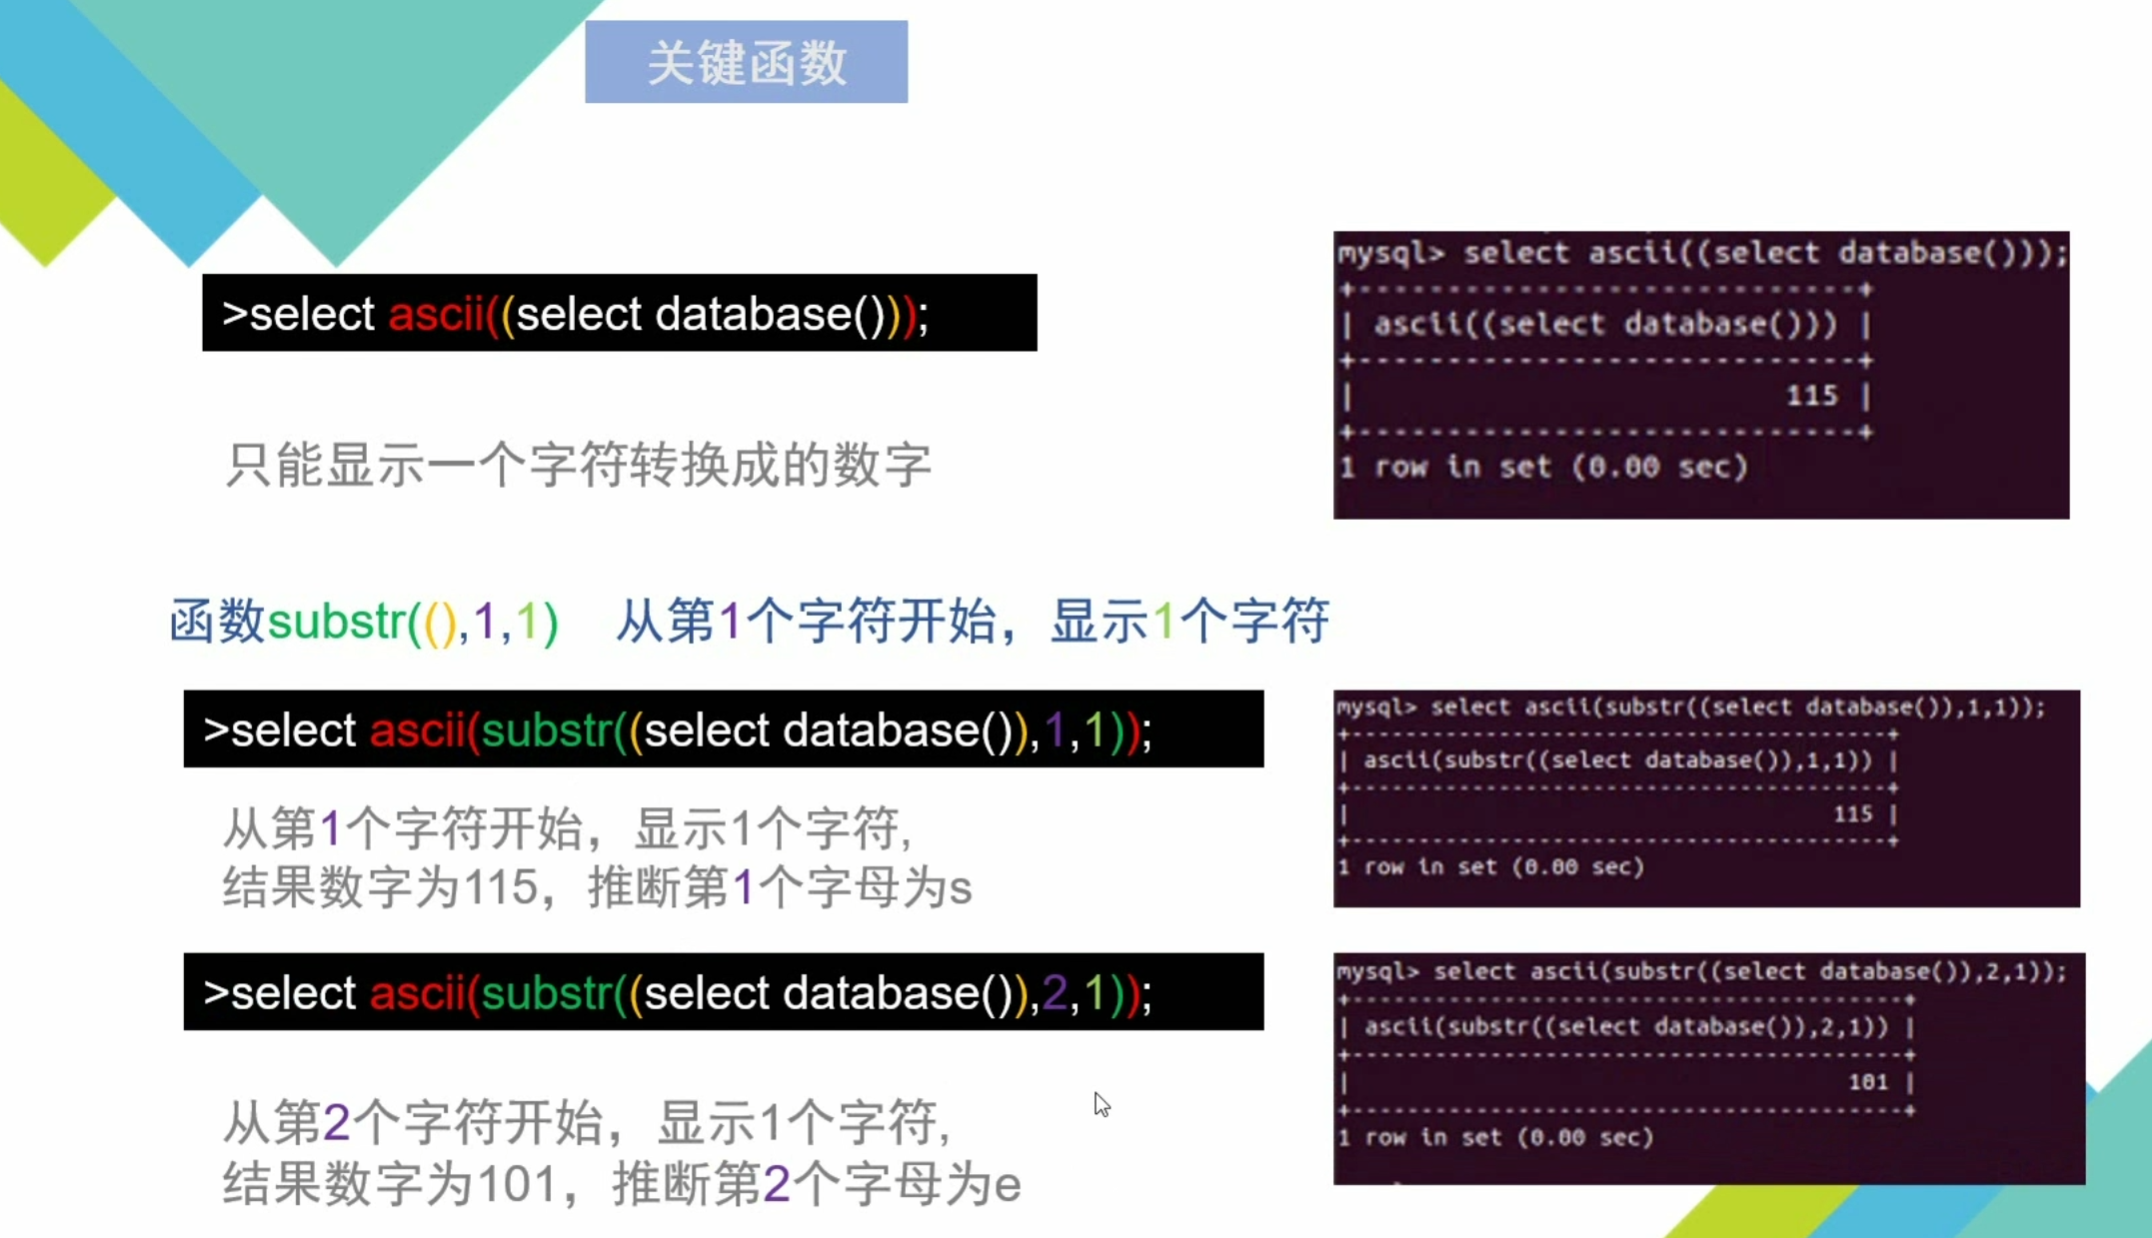 关键函数
>select ascii((select database()));
只能显示一个字符转换成的数字
mysql> select ascii((select database()));
+----------------------------+
| ascii((select database())) |
+----------------------------+
| 115 |
+----------------------------+
1 row in set (0.00 sec)
函数substr((),1,1) 从第1个字符开始，显示1个字符
>select ascii(substr((select database()),1,1));
从第1个字符开始，显示1个字符,
结果数字为115，推断第1个字母为s
mysql> select ascii(substr((select database()),1,1));
+----------------------------------------+
| ascii(substr((select database()),1,1)) |
+----------------------------------------+
| 115 |
+----------------------------------------+
1 row in set (0.00 sec)
>select ascii(substr((select database()),2,1));
从第2个字符开始，显示1个字符,
结果数字为101，推断第2个字母为e
mysql> select ascii(substr((select database()),2,1));
+----------------------------------------+
| ascii(substr((select database()),2,1)) |
+----------------------------------------+
| 101 |
+----------------------------------------+
1 row in set (0.00 sec)